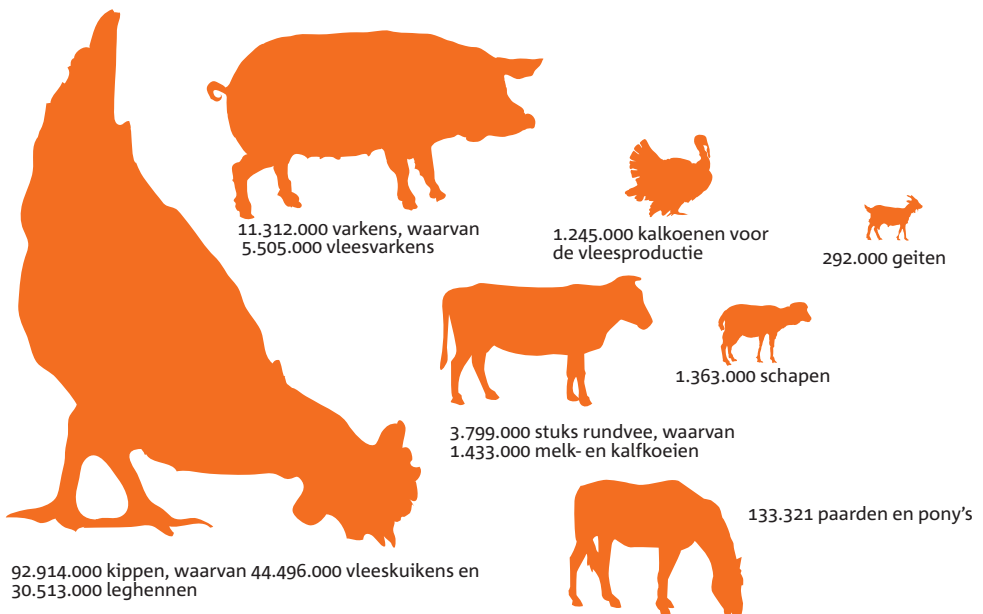 11.312.000 varkens, waarvan
5.505.000 vleesvarkens
1.245.000 kalkoenen voor
de vleesproductie
292.000 geiten
1.363.000 schapen
3.799.000 stuks rundvee, waarvan
1.433.000 melk- en kalfkoeien
133.321 paarden en pony's
92.914.000 kippen, waarvan 44.496.000 vleeskuikens en
30.513.000 leghennen